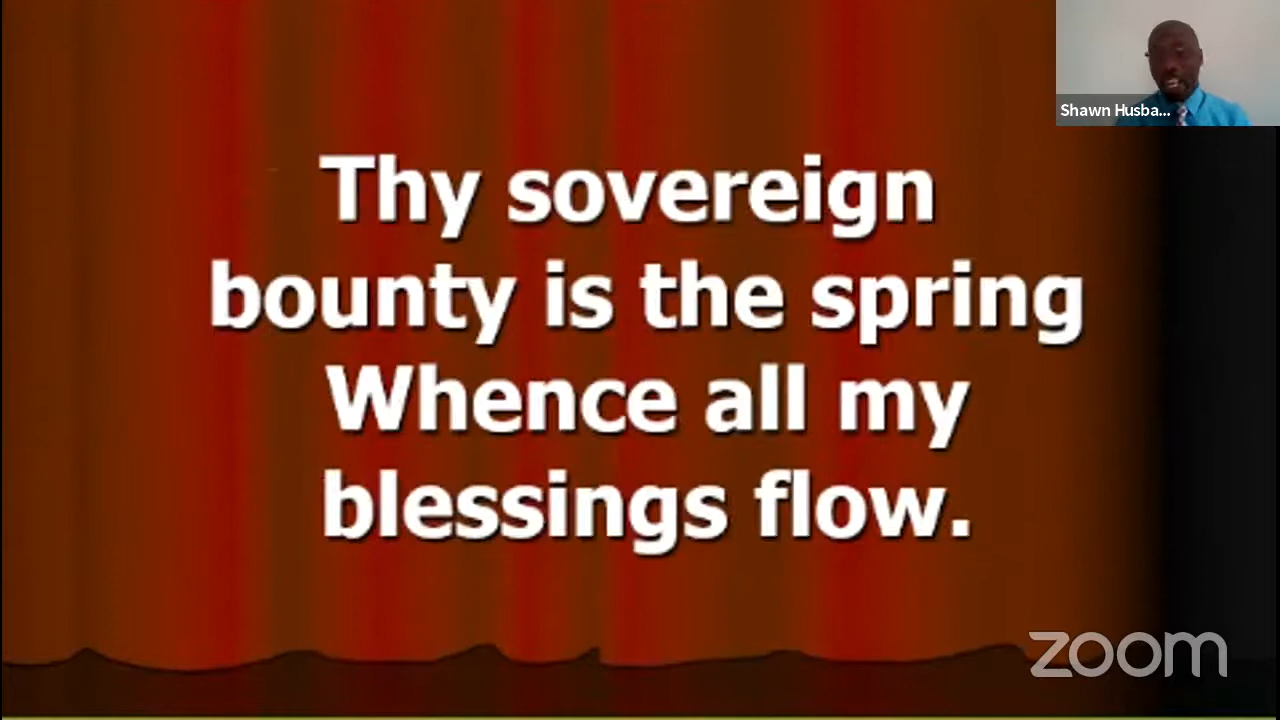 Shawn Husba...
Thy sovereign
bounty is the spring
Whence all my
blessings flow.
zoom